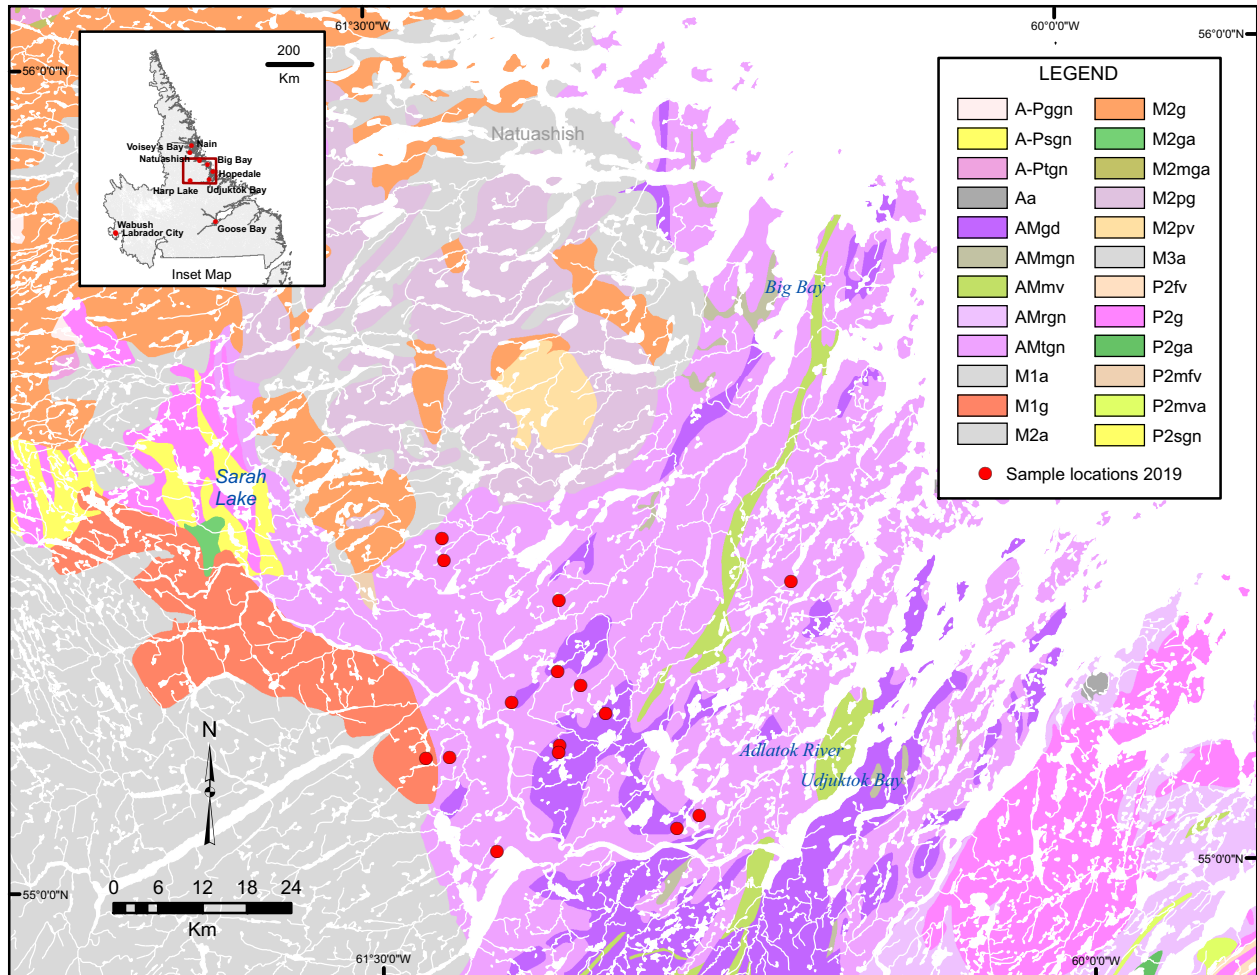 61°30'0"W
60°0'0"W
56°0'0"N
56°0'0"N
200
Km
Nain
Voisey's Bay
Natuashish
Big Bay
Hopedale
Harp Lake
Udjuktok Bay
Goose Bay
Wabush
Labrador City
Inset Map
LEGEND
A-Pggn
A-Psgn
A-Ptgn
Aa
AMgd
AMmgn
AMmv
AMrgn
AMtgn
M1a
M1g
M2a
M2g
M2ga
M2mga
M2pg
M2pv
M3a
P2fv
P2g
P2ga
P2mfv
P2mva
P2sgn
Sample locations 2019
Natuashish
Big Bay
Sarah
Lake
Adlatok River
Udjuktok Bay
N
0 6 12 18 24
Km
55°0'0"N
55°0'0"N
61°30'0"W
60°0'0"W